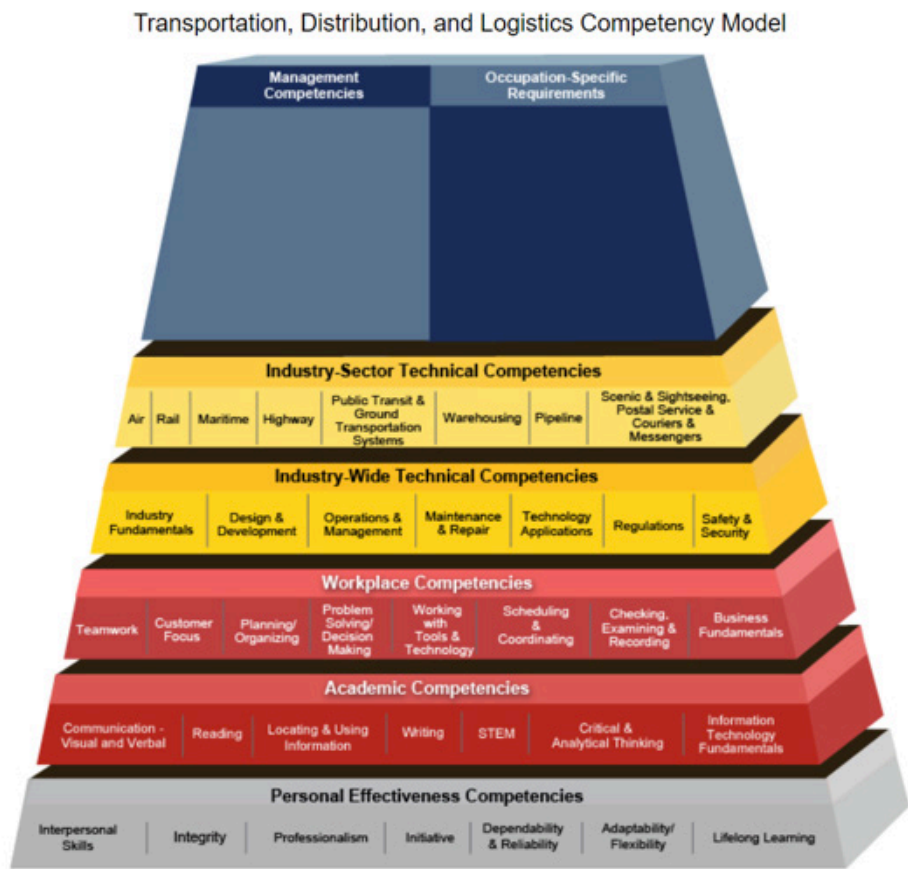 Transportation, Distribution, and Logistics Competency Model
Management
Competencies
Occupation-Specific
Requirements
Industry-Sector Technical Competencies
Air
Rail
Maritime
Highway
Public Transit &
Ground
Transportation
Systems
Warehousing
Pipeline
Scenic & Sightseeing,
Postal Service &
Couriers &
Messengers
Industry-Wide Technical Competencies
Industry
Fundamentals
Design &
Development
Operations &
Management
Maintenance
& Repair
Technology
Applications
Regulations
Safety &
Security
Workplace Competencies
Teamwork
Customer
Focus
Planning/
Organizing
Problem
Solving/
Decision
Making
Working
with
Tools &
Technology
Scheduling
&
Coordinating
Checking,
Examining &
Recording
Business
Fundamentals
Academic Competencies
Communication -
Visual and Verbal
Reading
Locating & Using
Information
Writing
STEM
Critical &
Analytical Thinking
Information
Technology
Fundamentals
Personal Effectiveness Competencies
Interpersonal
Skills
Integrity
Professionalism
Initiative
Dependability
& Reliability
Adaptability/
Flexibility
Lifelong Learning